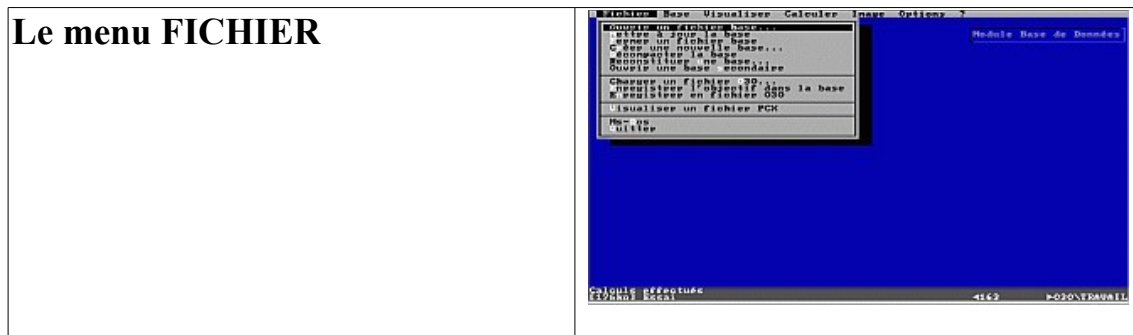 Le menu FICHIER
Fichier Base Visualiser Calculer Image Options ?
Module Base de Données
Ouvrir un fichier base...
Mettre à jour la base
Fermer un fichier base
Créer une nouvelle base...
Décompacter la base
Reconstituer une base...
Ouvrir une base secondaire
Charger un fichier O30...
Enregistrer l'objectif dans la base
Enregistrer en fichier O30
Visualiser un fichier PCX
Ms-Dos
Quitter
Calculs effectués
Essai